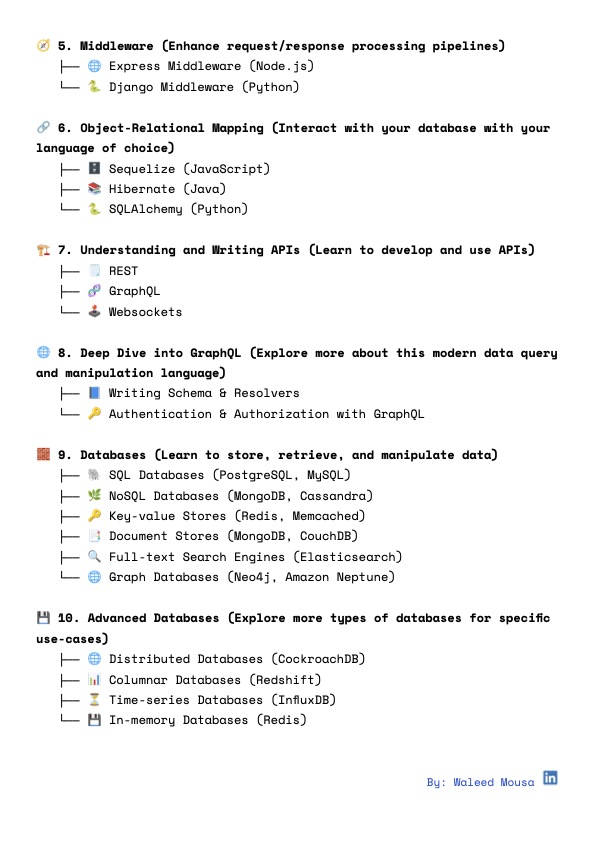 🧭 5. Middleware (Enhance request/response processing pipelines)
├── 🌐 Express Middleware (Node.js)
└── 🐍 Django Middleware (Python)
🔗 6. Object-Relational Mapping (Interact with your database with your
language of choice)
├── 🗄️ Sequelize (JavaScript)
├── 📚 Hibernate (Java)
└── 🐍 SQLAlchemy (Python)
🏗️ 7. Understanding and Writing APIs (Learn to develop and use APIs)
├── 🗒️ REST
├── 🧬 GraphQL
└── 🕹️ Websockets
🌐 8. Deep Dive into GraphQL (Explore more about this modern data query
and manipulation language)
├── 📘 Writing Schema & Resolvers
└── 🔑 Authentication & Authorization with GraphQL
🧱 9. Databases (Learn to store, retrieve, and manipulate data)
├── 🐘 SQL Databases (PostgreSQL, MySQL)
├── 🌿 NoSQL Databases (MongoDB, Cassandra)
├── 🔑 Key-value Stores (Redis, Memcached)
├── 📑 Document Stores (MongoDB, CouchDB)
├── 🔍 Full-text Search Engines (Elasticsearch)
└── 🌐 Graph Databases (Neo4j, Amazon Neptune)
💾 10. Advanced Databases (Explore more types of databases for specific
use-cases)
├── 🌐 Distributed Databases (CockroachDB)
├── 📊 Columnar Databases (Redshift)
├── ⏳ Time-series Databases (InfluxDB)
└── 💾 In-memory Databases (Redis)
By: Waleed Mousa in